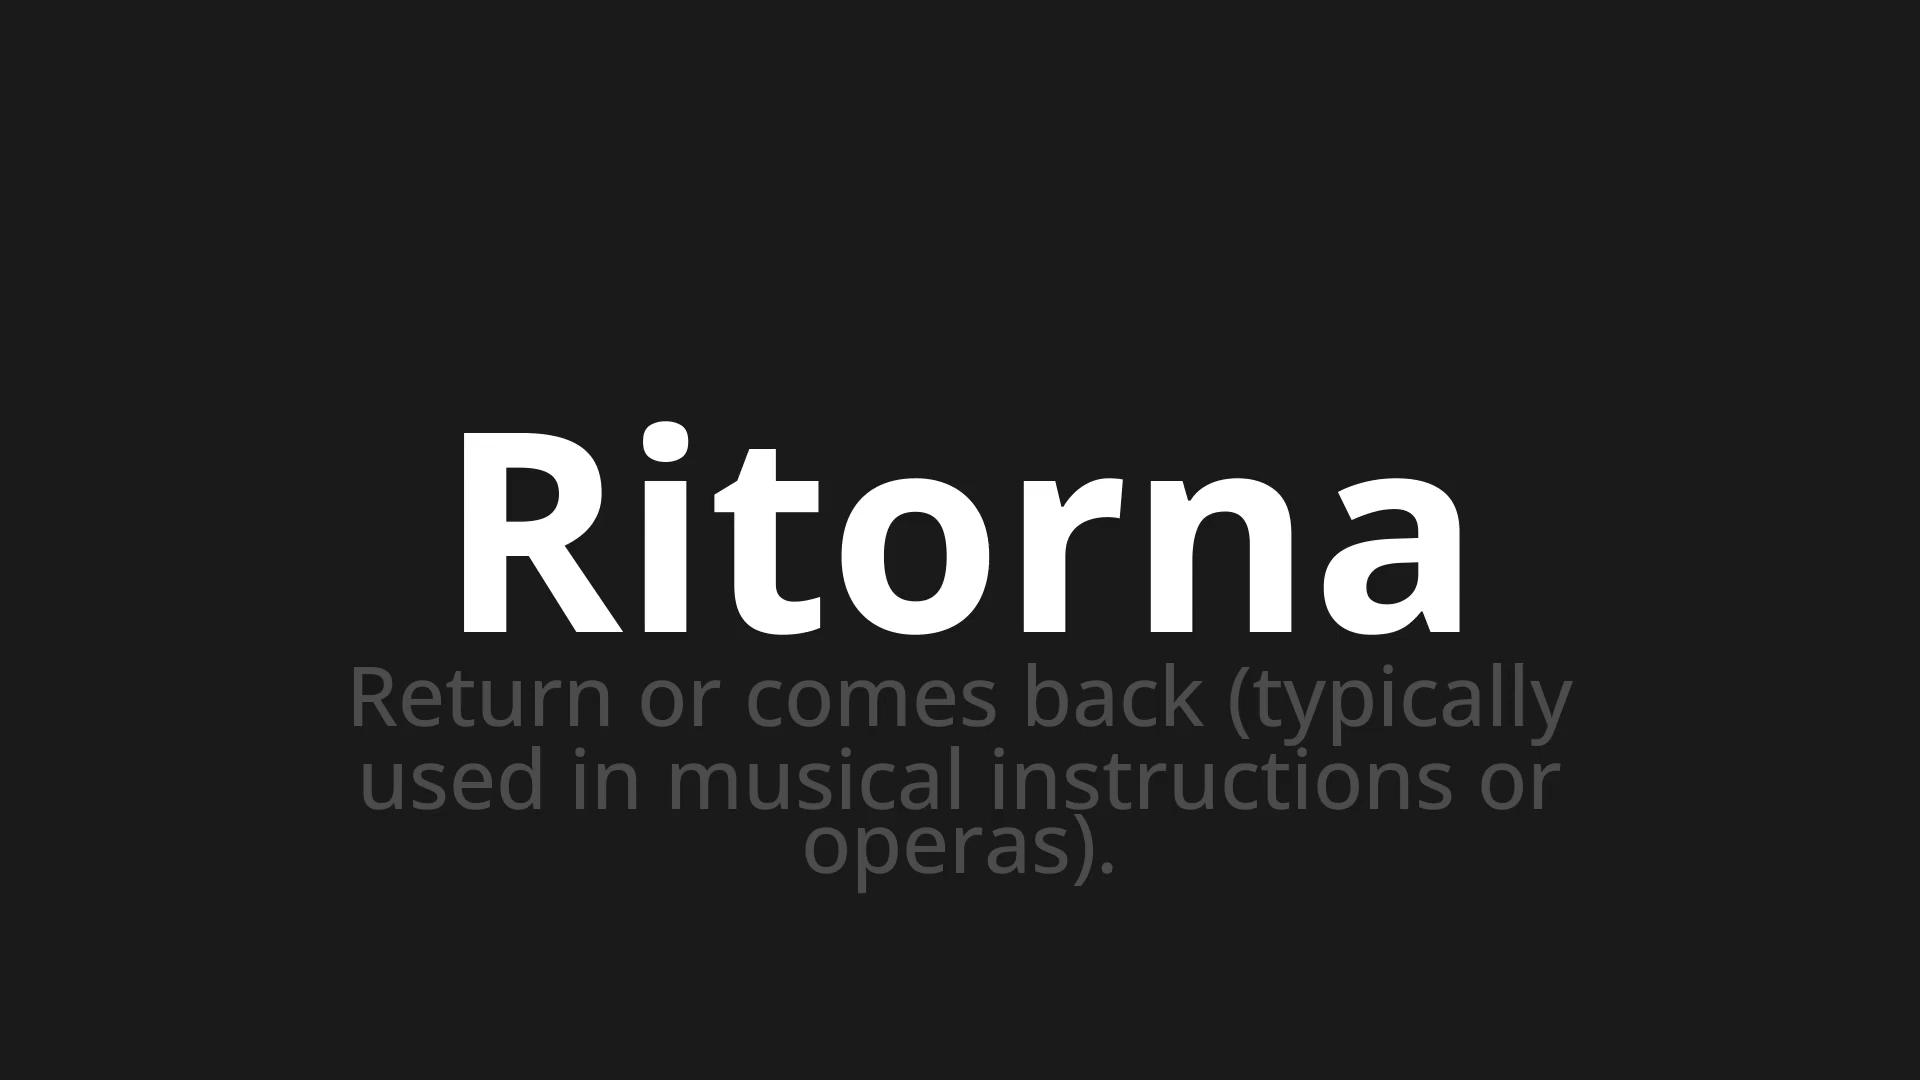 Ritorna
Return or comes back (typically
used in musical instructions or
operas).